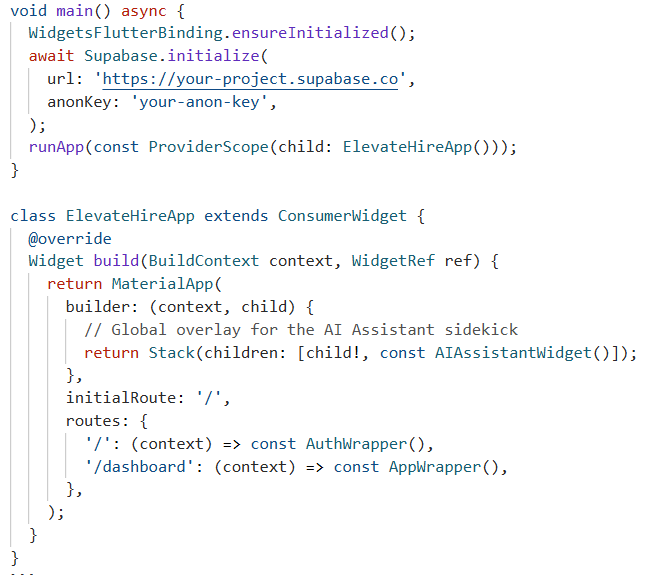 void main() async {
  WidgetsFlutterBinding.ensureInitialized();
  await Supabase.initialize(
    url: 'https://your-project.supabase.co',
    anonKey: 'your-anon-key',
  );
  runApp(const ProviderScope(child: ElevateHireApp()));
}

class ElevateHireApp extends ConsumerWidget {
  @override
  Widget build(BuildContext context, WidgetRef ref) {
    return MaterialApp(
      builder: (context, child) {
        // Global overlay for the AI Assistant sidekick
        return Stack(children: [child!, const AIAssistantWidget()]);
      },
      initialRoute: '/',
      routes: {
        '/': (context) => const AuthWrapper(),
        '/dashboard': (context) => const AppWrapper(),
      },
    );
  }
}